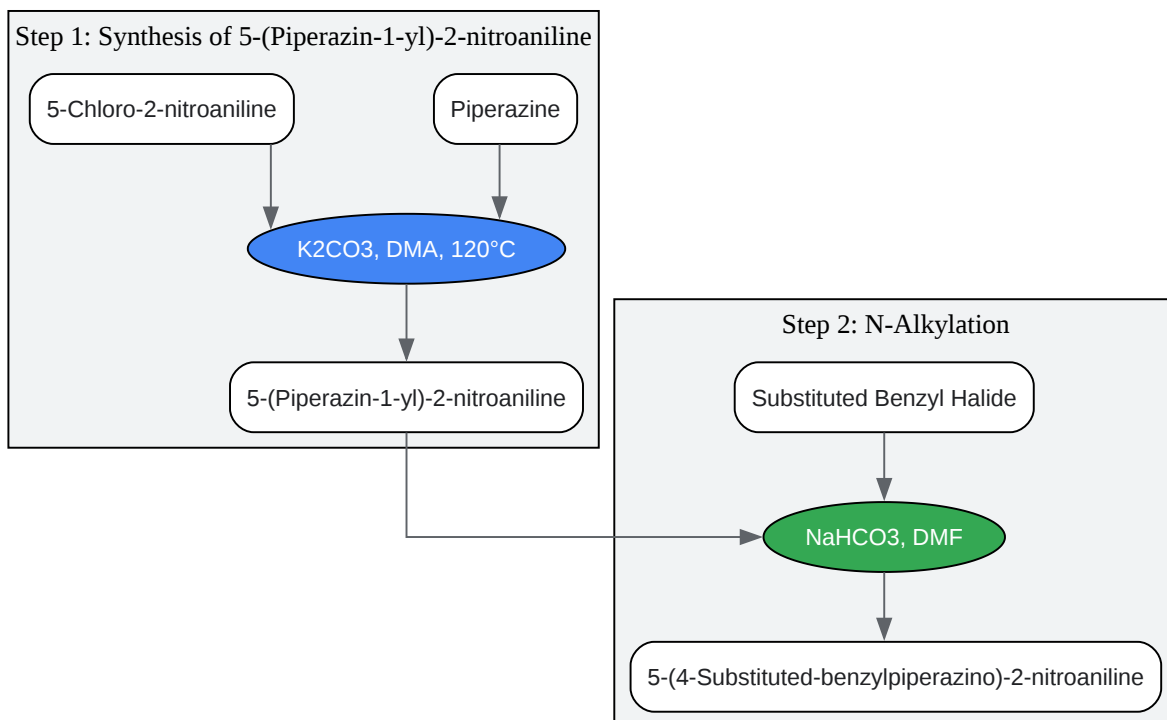 Step 1: Synthesis of 5-(Piperazin-1-yl)-2-nitroaniline
5-Chloro-2-nitroaniline
Piperazine
K2CO3, DMA, 120°C
5-(Piperazin-1-yl)-2-nitroaniline
Step 2: N-Alkylation
Substituted Benzyl Halide
NaHCO3, DMF
5-(4-Substituted-benzylpiperazino)-2-nitroaniline